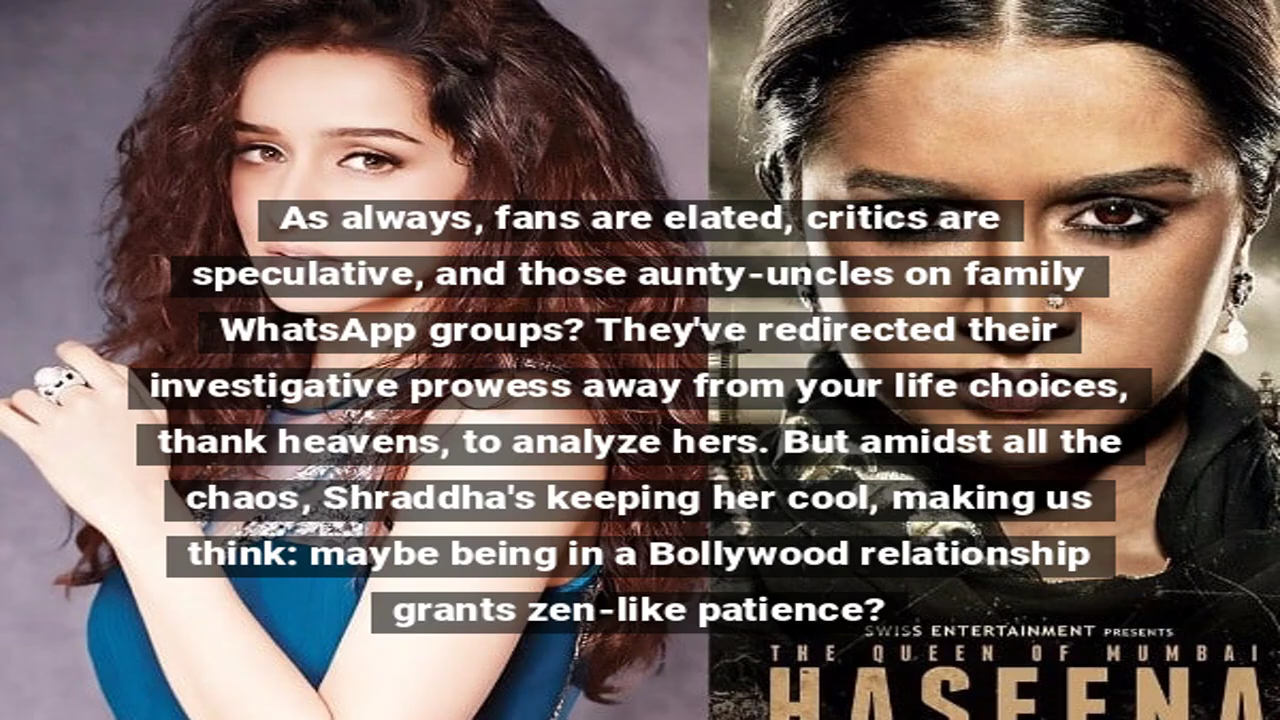 As always, fans are elated, critics are
speculative, and those aunty-uncles on family
WhatsApp groups? They've redirected their
investigative prowess away from your life choices,
thank heavens, to analyze hers. But amidst all the
chaos, Shraddha's keeping her cool, making us
think: maybe being in a Bollywood relationship
grants zen-like patience?
SWISS ENTERTAINMENT PRESENTS
THE QUEEN OF MUMBAI
HASEENA